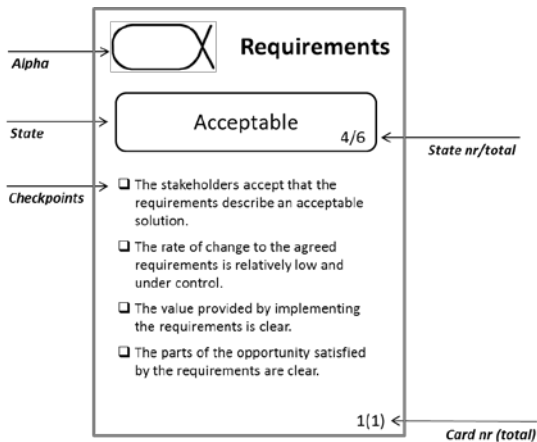 Requirements
Alpha
Acceptable
4/6
State
State nr/total
Checkpoints
❑ The stakeholders accept that the
requirements describe an acceptable
solution.
❑ The rate of change to the agreed
requirements is relatively low and
under control.
❑ The value provided by implementing
the requirements is clear.
❑ The parts of the opportunity satisfied
by the requirements are clear.
1(1)
Card nr (total)